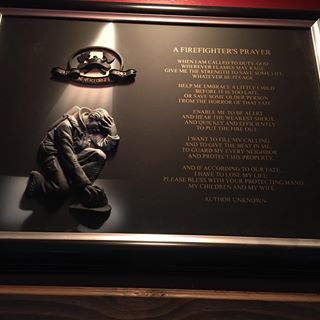 A FIREFIGHTER'S PRAYER
WHEN I AM CALLED TO DUTY, GOD
WHEREVER FLAMES MAY RAGE
GIVE ME THE STRENGTH TO SAVE SOME LIFE
WHATEVER BE ITS AGE.
HELP ME EMBRACE A LITTLE CHILD
BEFORE IT IS TOO LATE
OR SAVE SOME OLDER PERSON
FROM THE HORROR OF THAT FATE.
ENABLE ME TO BE ALERT
AND HEAR THE WEAKEST SHOUT,
AND QUICKLY AND EFFICIENTLY
TO PUT THE FIRE OUT
I WANT TO FILL MY CALLING
AND TO GIVE THE BEST IN ME,
TO GUARD MY EVERY NEIGHBOR
AND PROTECT HIS PROPERTY.
AND IF ACCORDING TO OUR FATE,
I HAVE TO LOSE MY LIFE,
PLEASE BLESS WITH YOUR PROTECTING HAND
MY CHILDREN AND MY WIFE.
AUTHOR UNKNOWN